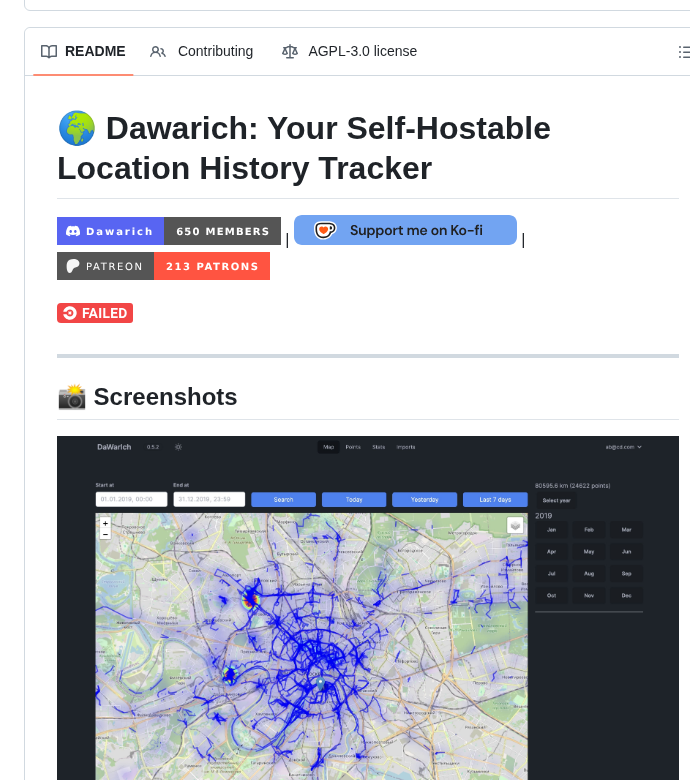 README Contributing AGPL-3.0 license
🌍 Dawarich: Your Self-Hostable
Location History Tracker
Dawarich 650 MEMBERS | Support me on Ko-fi |
PATREON 213 PATRONS
FAILED
📸 Screenshots
DaWarIch 0.5.2 Map Points Stats Imports ab@cd.com
Start at End at 80595.6 km (24622 points)
01.01.2019, 00:00 31.12.2019, 23:59 Search Today Yesterday Last 7 days Select year
2019
+
−
Jan Feb Mar
Apr May Jun
Jul Aug Sep
Oct Nov Dec